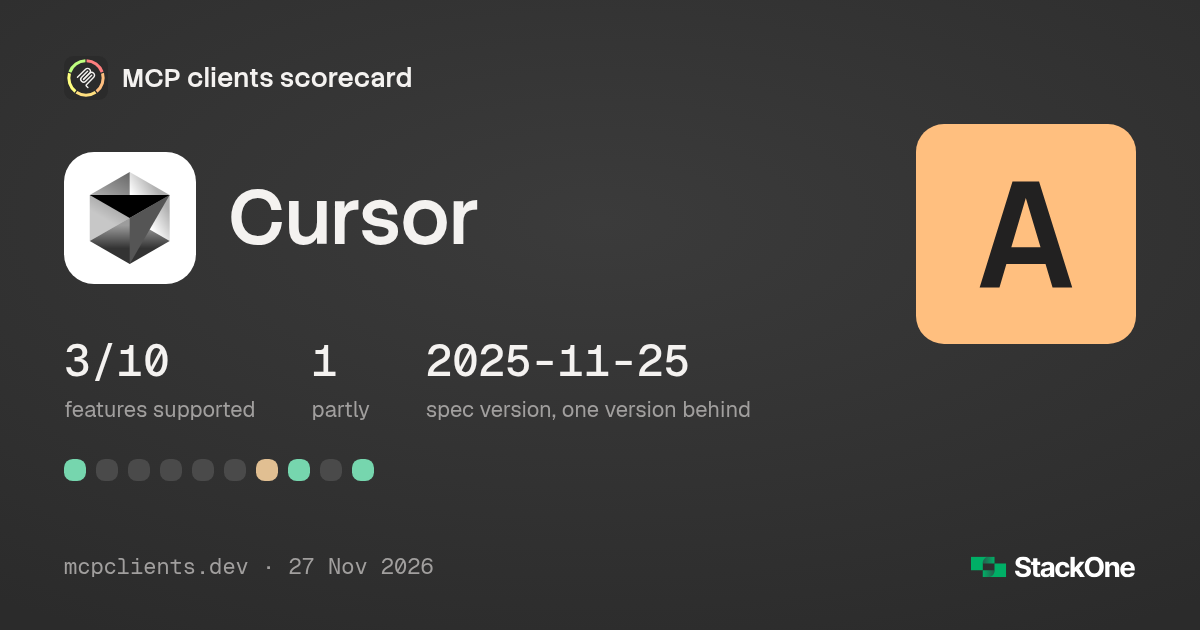 MCP clients scorecard
Cursor
A
3/10
features supported
1
partly
2025-11-25
spec version, one version behind
mcpclients.dev · 27 Nov 2026
StackOne